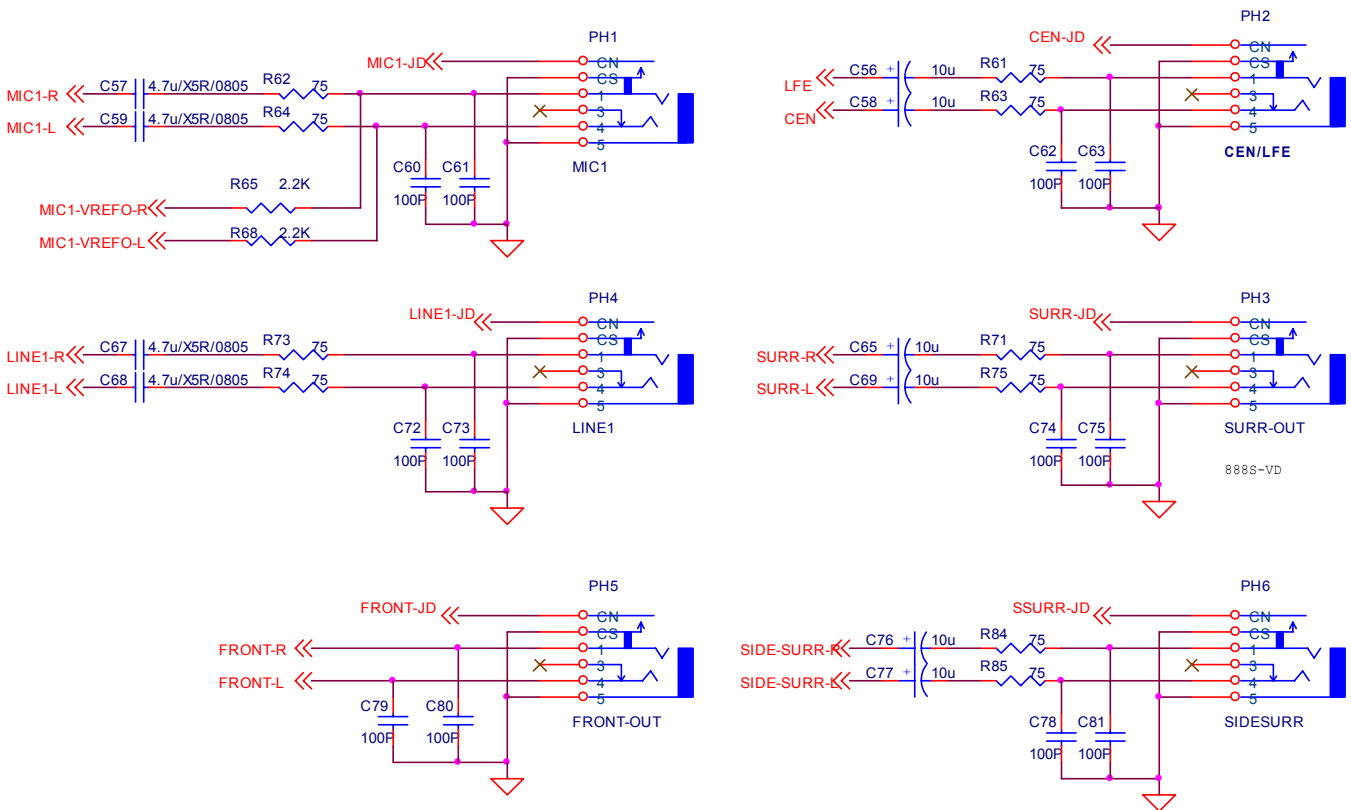 PH1
MIC1-JD
CN
CS
C57 4.7u/X5R/0805 R62 75
MIC1-R
1
3
C59 4.7u/X5R/0805 R64 75
MIC1-L
4
5
C60 C61
MIC1
100P 100P
R65 2.2K
MIC1-VREFO-R
R68 2.2K
MIC1-VREFO-L
PH2
CEN-JD
CN
CS
C56 + 10u R61 75
LFE
1
3
C58 10u R63 75
CEN
4
5
C62 C63
CEN/LFE
100P 100P
PH4
LINE1-JD
CN
CS
C67 4.7u/X5R/0805 R73 75
LINE1-R
1
3
C68 4.7u/X5R/0805 R74 75
LINE1-L
4
5
C72 C73
LINE1
100P 100P
PH3
SURR-JD
CN
CS
C65 + 10u R71 75
SURR-R
1
3
C69 + 10u R75 75
SURR-L
4
5
C74 C75
SURR-OUT
100P 100P
888S-VD
PH5
FRONT-JD
CN
CS
FRONT-R
1
3
FRONT-L
4
5
C79 C80
FRONT-OUT
100P 100P
PH6
SSURR-JD
CN
CS
C76 + 10u R84 75
SIDE-SURR-R
1
3
C77 + 10u R85 75
SIDE-SURR-L
4
5
C78 C81
SIDESURR
100P 100P